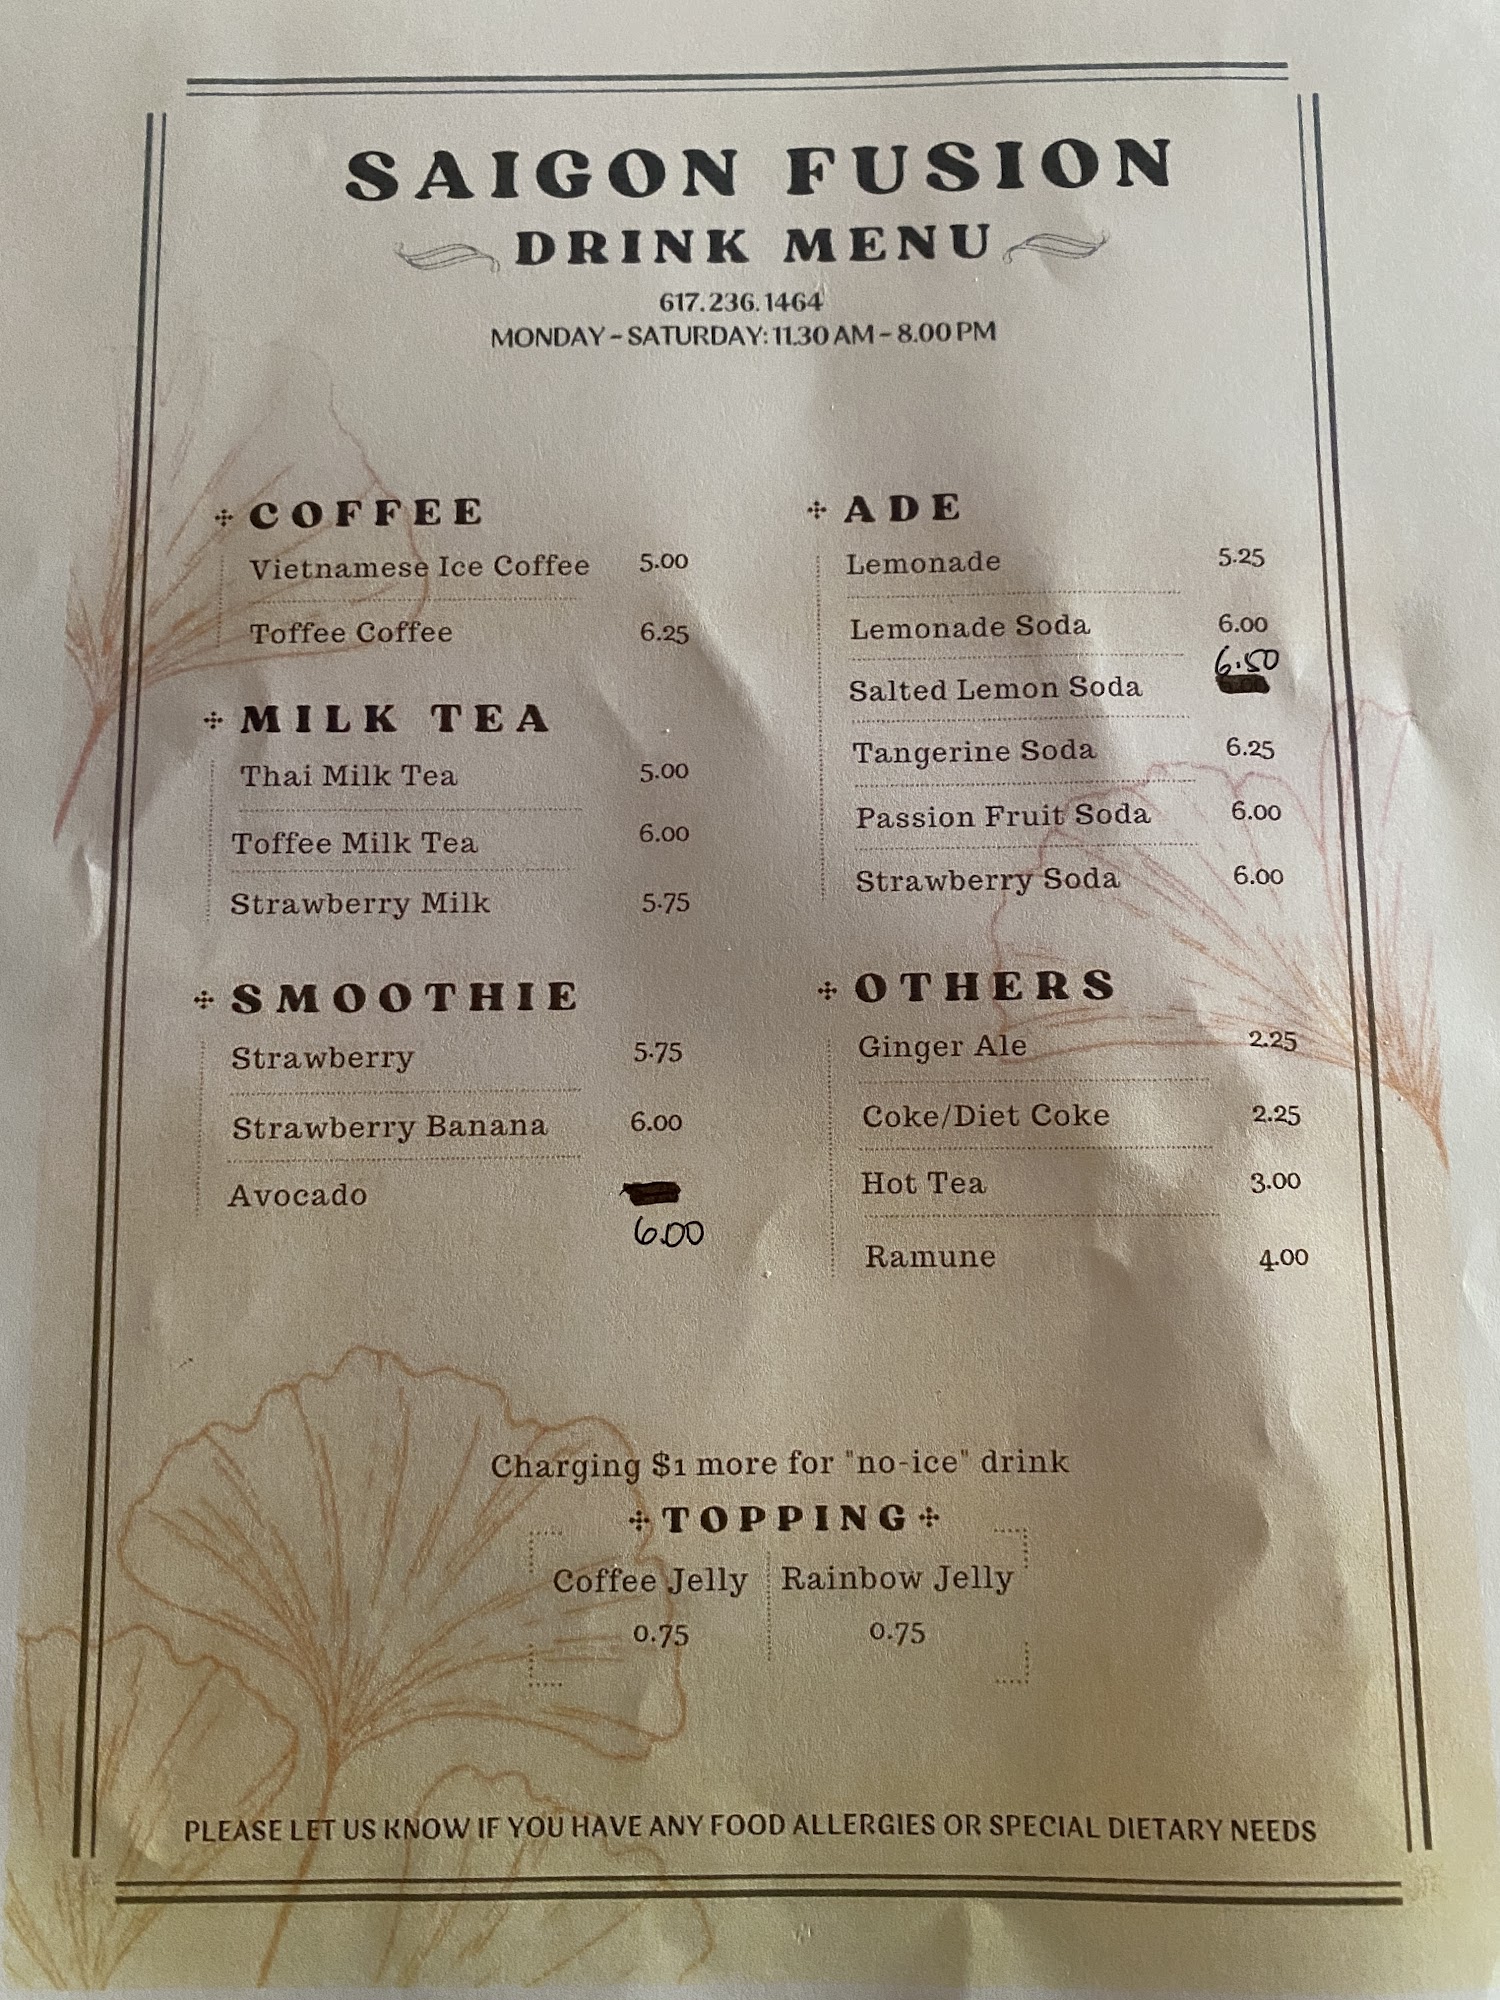 SAIGON FUSION
DRINK MENU
617.236.1464
MONDAY – SATURDAY: 11.30 AM – 8.00 PM
COFFEE
Vietnamese Ice Coffee 5.00
Toffee Coffee 6.25
MILK TEA
Thai Milk Tea 5.00
Toffee Milk Tea 6.00
Strawberry Milk 5.75
SMOOTHIE
Strawberry 5.75
Strawberry Banana 6.00
Avocado
6.00
ADE
Lemonade 5.25
Lemonade Soda 6.00
6.50
Salted Lemon Soda
Tangerine Soda 6.25
Passion Fruit Soda 6.00
Strawberry Soda 6.00
OTHERS
Ginger Ale 2.25
Coke/Diet Coke 2.25
Hot Tea 3.00
Ramune 4.00
Charging $1 more for "no-ice" drink
TOPPING
Coffee Jelly Rainbow Jelly
0.75 0.75
PLEASE LET US KNOW IF YOU HAVE ANY FOOD ALLERGIES OR SPECIAL DIETARY NEEDS